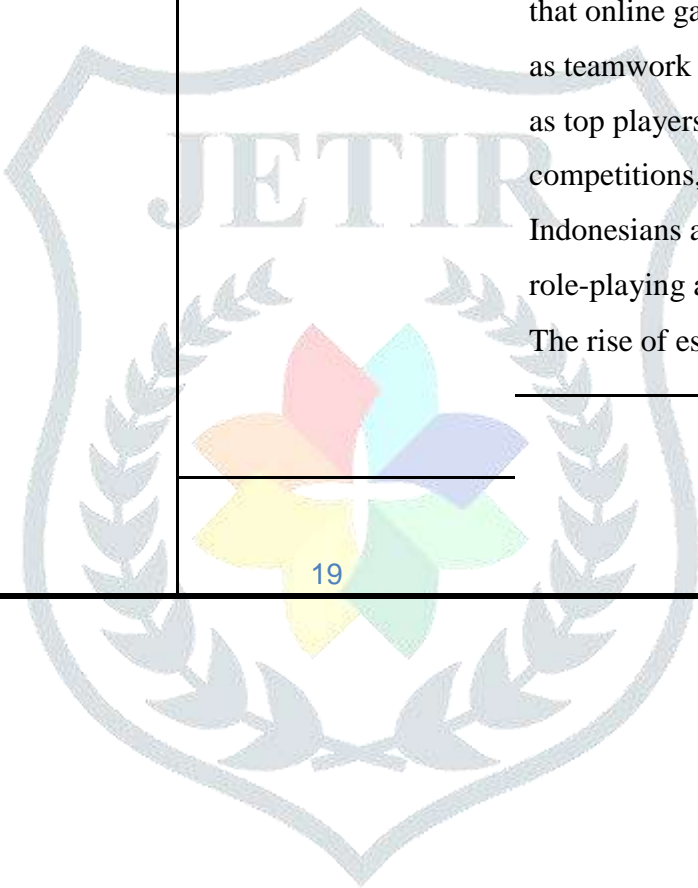 that online ga
as teamwork
as top players
competitions,
Indonesians a
role-playing a
The rise of es
JETIR
19